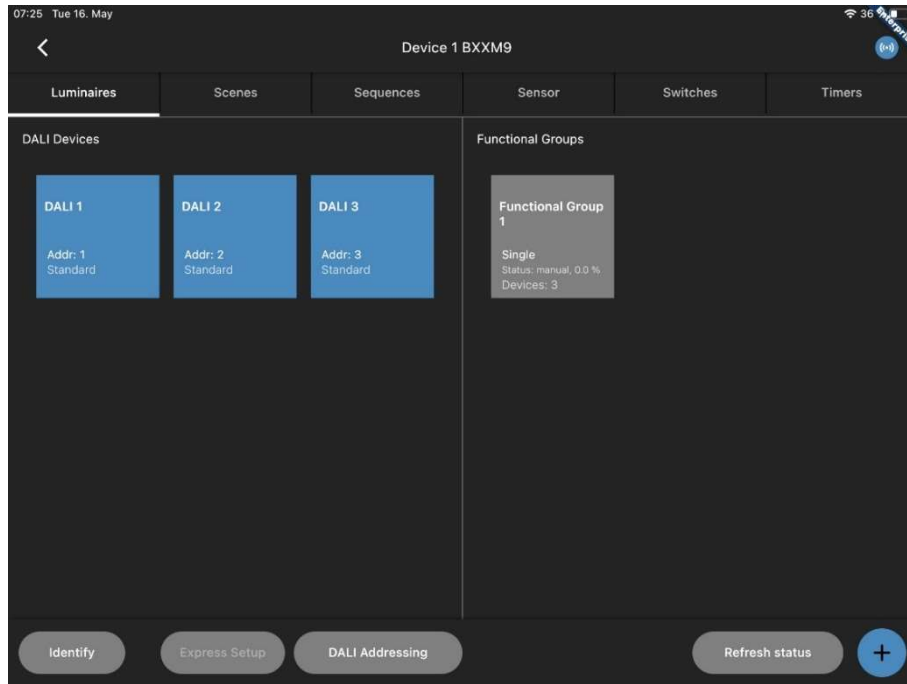 07:25 Tue 16. May
36
Device 1 BXXM9
Luminaires
Scenes
Sequences
Sensor
Switches
Timers
DALI Devices
DALI 1
Addr: 1
Standard
DALI 2
Addr: 2
Standard
DALI 3
Addr: 3
Standard
Functional Groups
Functional Group
1
Single
Status: manual, 0.0 %
Devices: 3
Identify
Express Setup
DALI Addressing
Refresh status
+